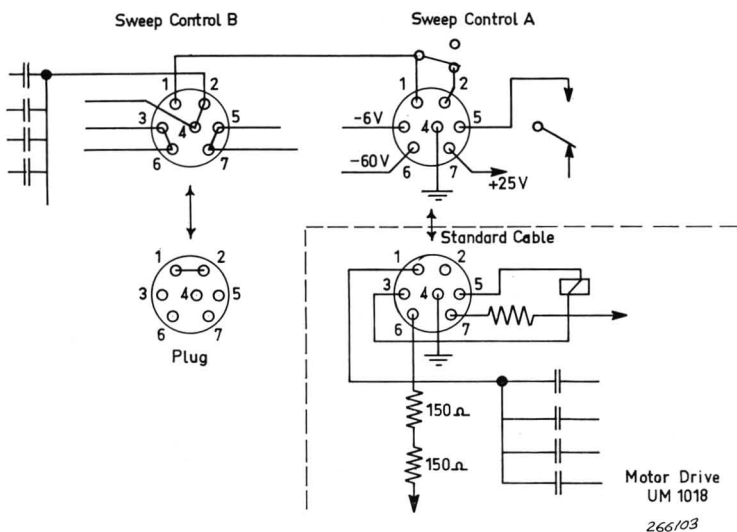 Sweep Control B
Sweep Control A
1 2
3 4 5
6 7
1 2
-6V 4 5
-60V 6 7
+25V
Standard Cable
1 2
3 4 5
6 7
Plug
1 2
3 4 5
6 7
150Ω
150Ω
Motor Drive
UM 1018
266103